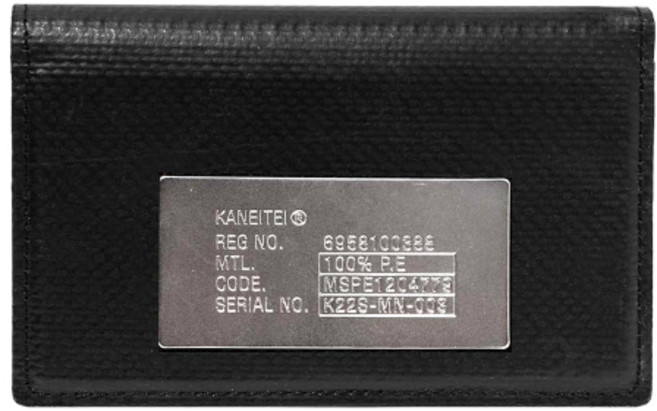 KANEITEI®
REG NO. 6958100388
MTL. 100% P.E
CODE. MSPE1204779
SERIAL NO. K22S-MN-003